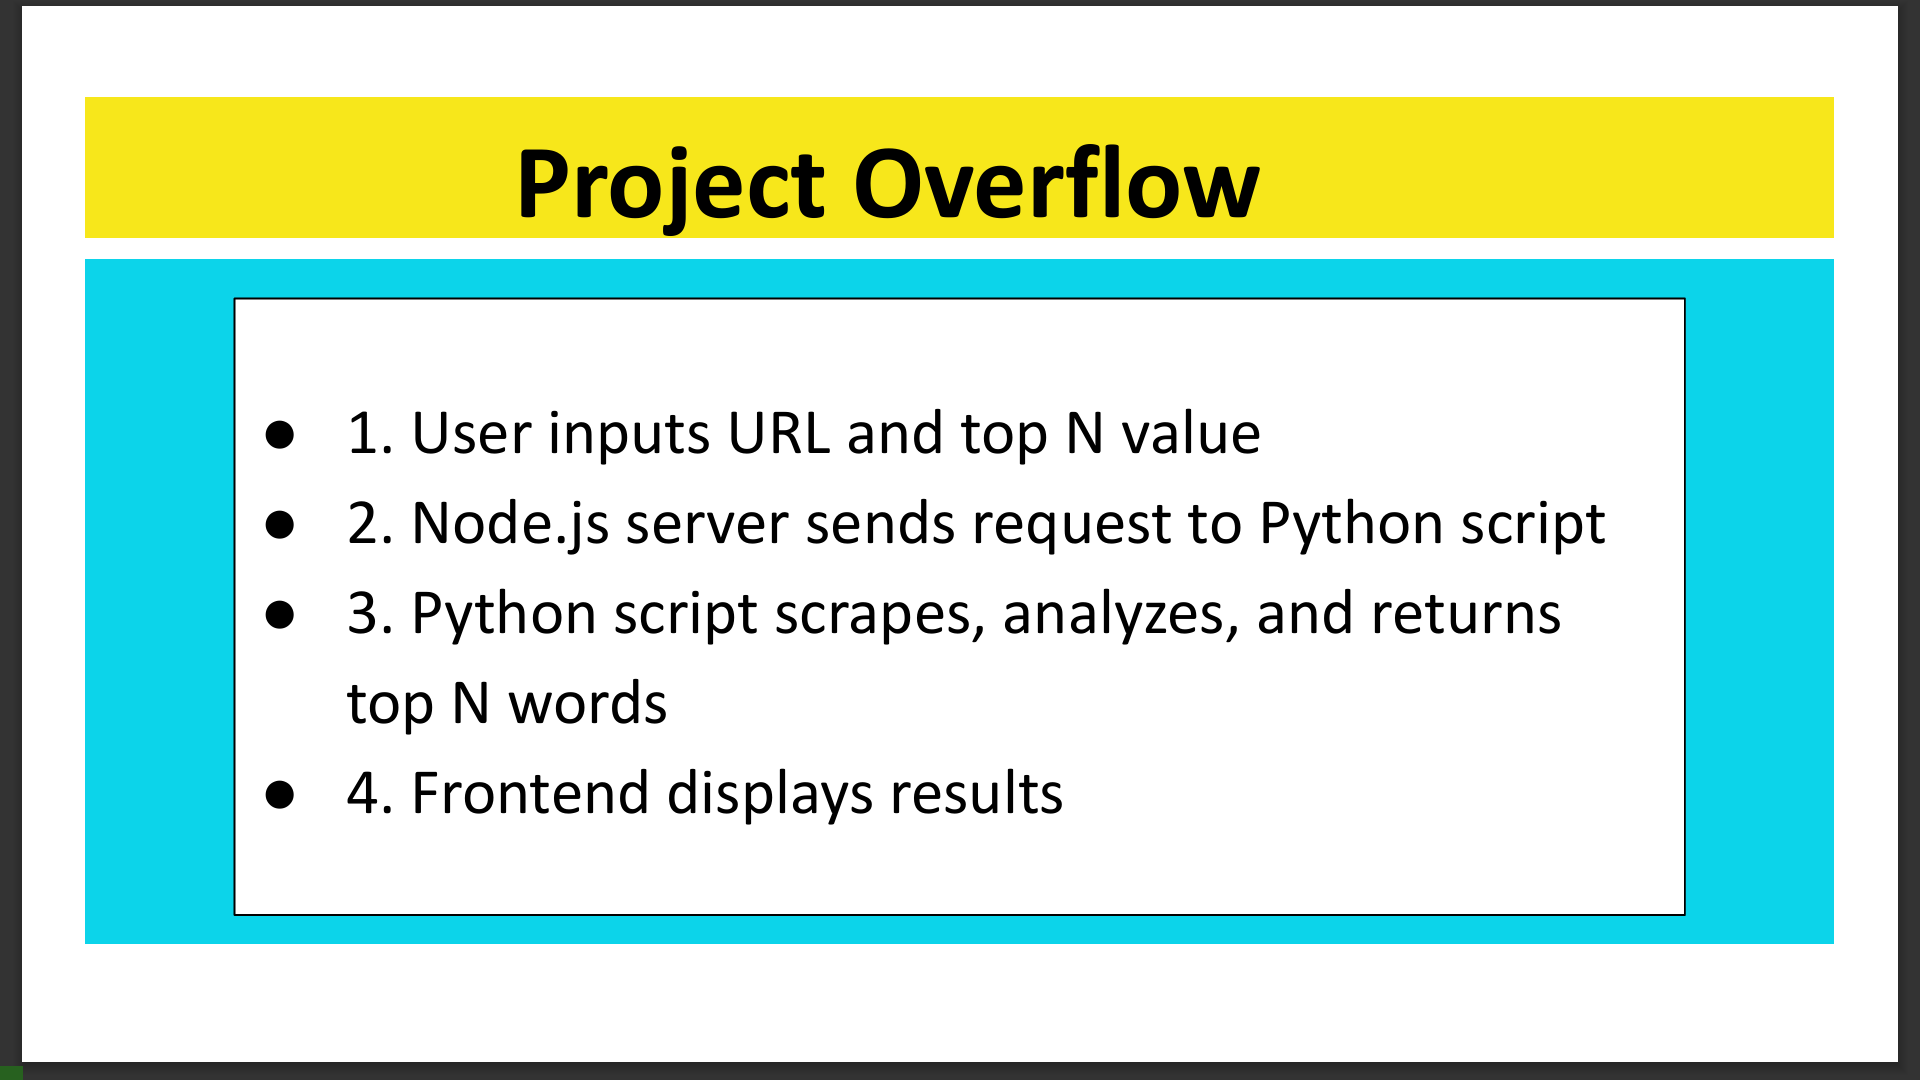 Project Overflow
● 1. User inputs URL and top N value
● 2. Node.js server sends request to Python script
● 3. Python script scrapes, analyzes, and returns
top N words
● 4. Frontend displays results